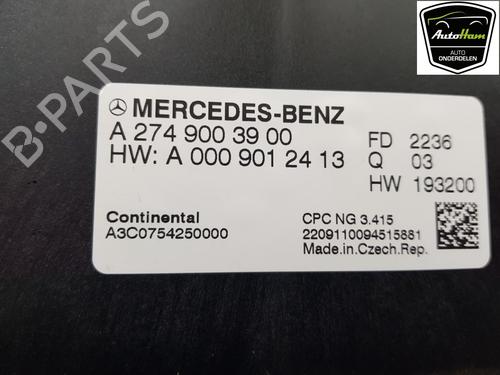 AutoHam
AUTO
ONDERDELEN
B-PARTS
MERCEDES-BENZ
A 274 900 39 00
HW: A 000 901 24 13
FD 2236
Q 03
HW 193200
Continental
A3C0754250000
CPC NG 3.415
2209110094515881
Made.in.Czech.Rep.